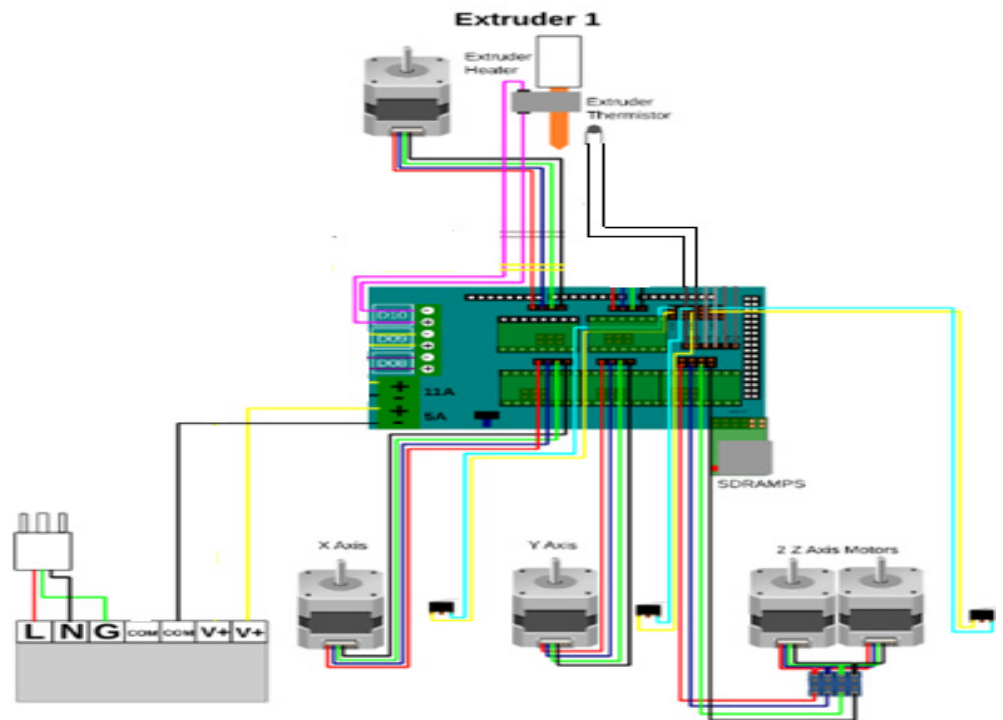 Extruder 1
Extruder
Heater
Extruder
Thermistor
D10
D09
D08
11A
5A
SDRAMPS
X Axis
Y Axis
2 Z Axis Motors
L N G COM COM V+ V+